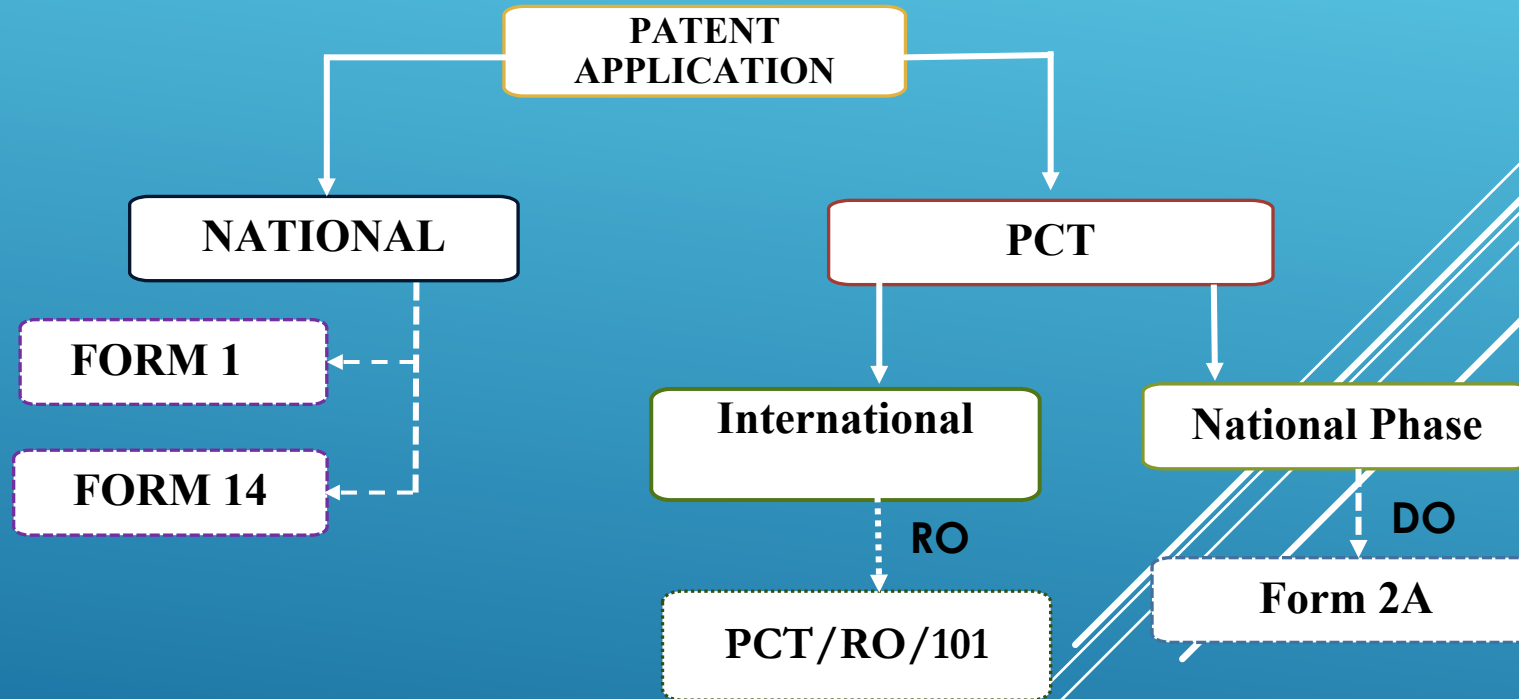 PATENT
APPLICATION
NATIONAL
PCT
FORM 1
International
National Phase
FORM 14
RO
DO
Form 2A
PCT/RO/101